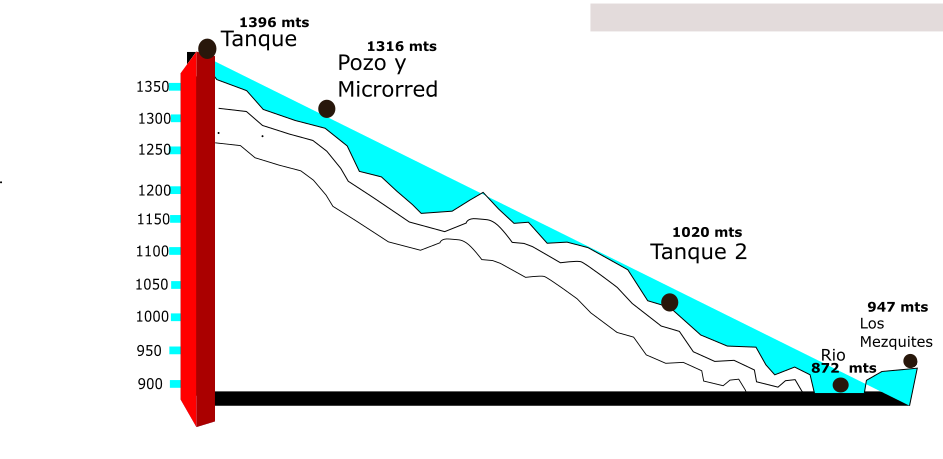 1396 mts
Tanque
1316 mts
Pozo y
Microrred
1350
1300
1250
1200
1150
1100
1050
1000
950
900
1020 mts
Tanque 2
947 mts
Los
Mezquites
Rio
872 mts